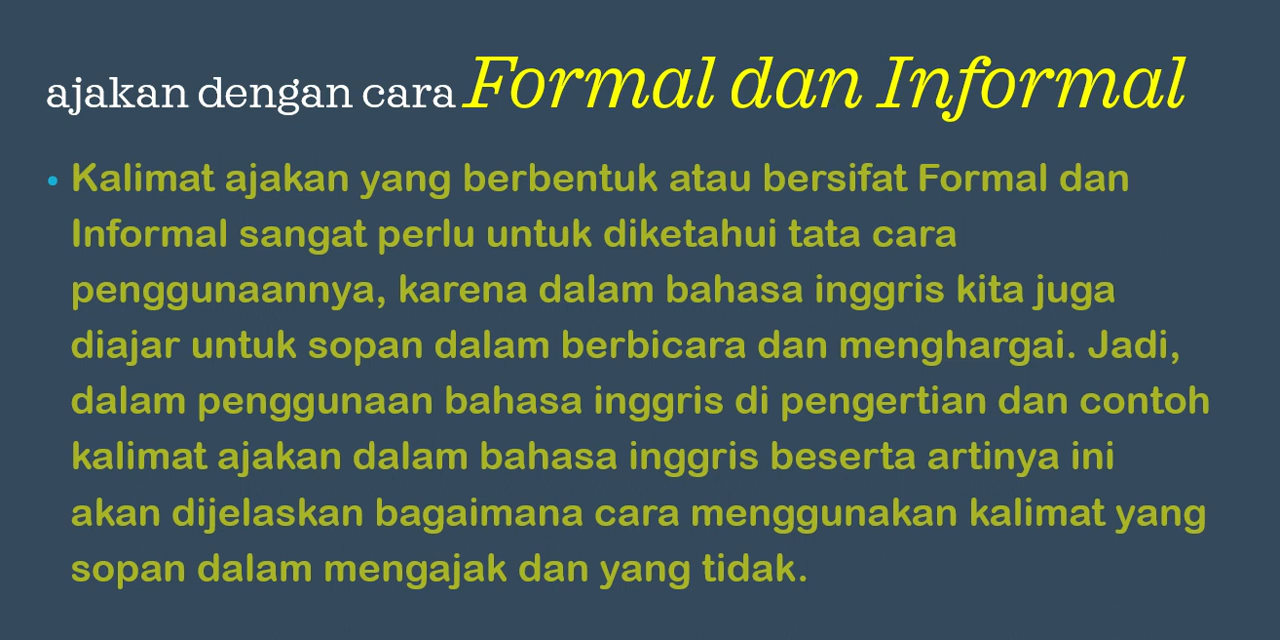 ajakan dengan cara Formal dan Informal
• Kalimat ajakan yang berbentuk atau bersifat Formal dan
Informal sangat perlu untuk diketahui tata cara
penggunaannya, karena dalam bahasa inggris kita juga
diajar untuk sopan dalam berbicara dan menghargai. Jadi,
dalam penggunaan bahasa inggris di pengertian dan contoh
kalimat ajakan dalam bahasa inggris beserta artinya ini
akan dijelaskan bagaimana cara menggunakan kalimat yang
sopan dalam mengajak dan yang tidak.